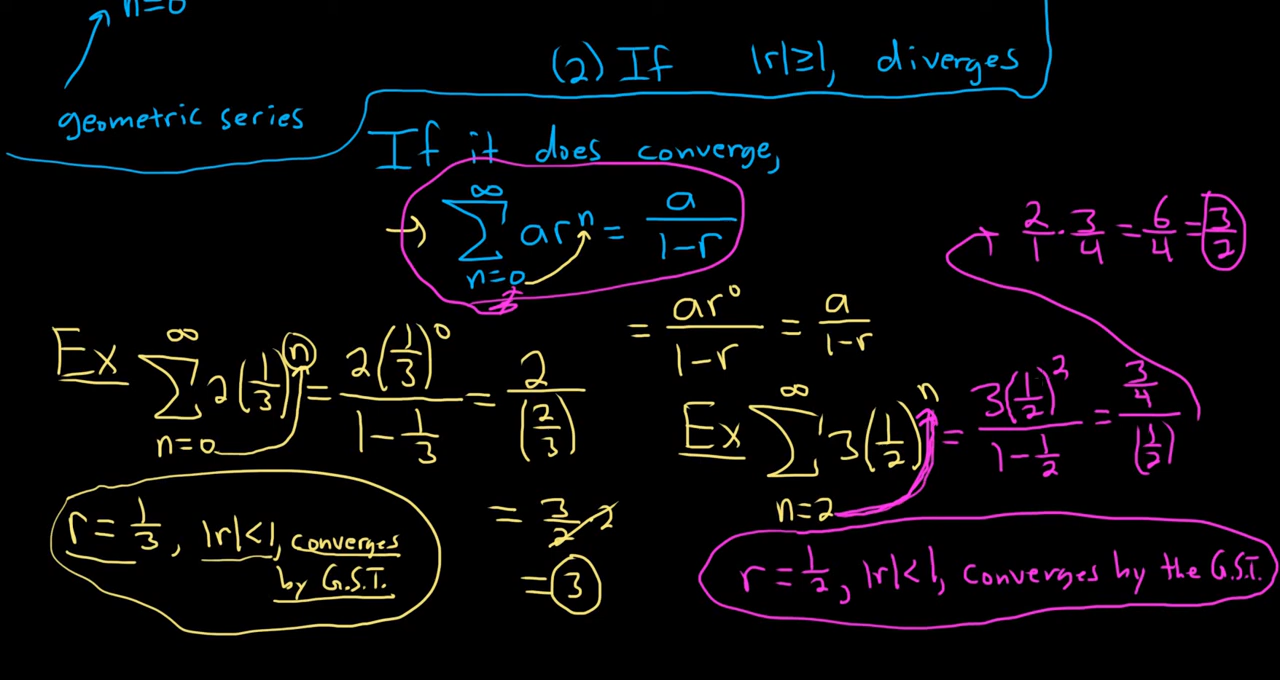 n=0
(2) If |r|≥1, diverges
geometric series
If it does converge,
→ ∑_{n=0}^{∞} ar^n = a/(1-r)
2/1 · 3/4 = 6/4 = 3/2
= ar^0/(1-r) = a/(1-r)
Ex ∑_{n=0}^{∞} 2(1/3)^n = 2(1/3)^0/(1-1/3) = 2/(2/3)
= 3/2 · 2
= 3
r = 1/3, |r|<1, converges
by G.S.T.
Ex ∑_{n=2}^{∞} 3(1/2)^n = 3(1/2)^2/(1-1/2) = (3/4)/(1/2)
r = 1/2, |r|<1, converges by the G.S.T.